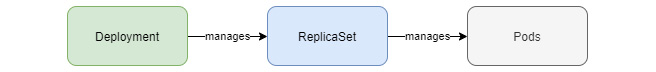 Deployment
manages
ReplicaSet
manages
Pods